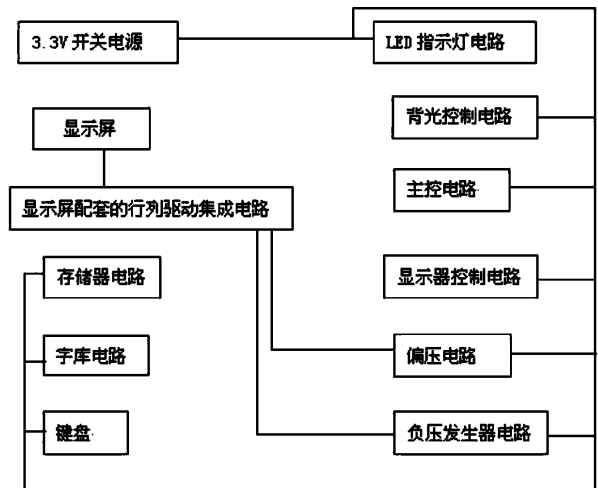 3.3V开关电源
LED 指示灯电路
显示屏
背光控制电路
主控电路
显示屏配套的行列驱动集成电路
存储器电路
显示器控制电路
字库电路
偏压电路
键盘
负压发生器电路